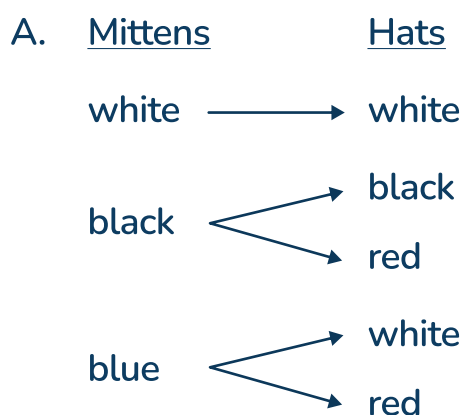 A. Mittens Hats
white white
black
black
red
white
blue
red